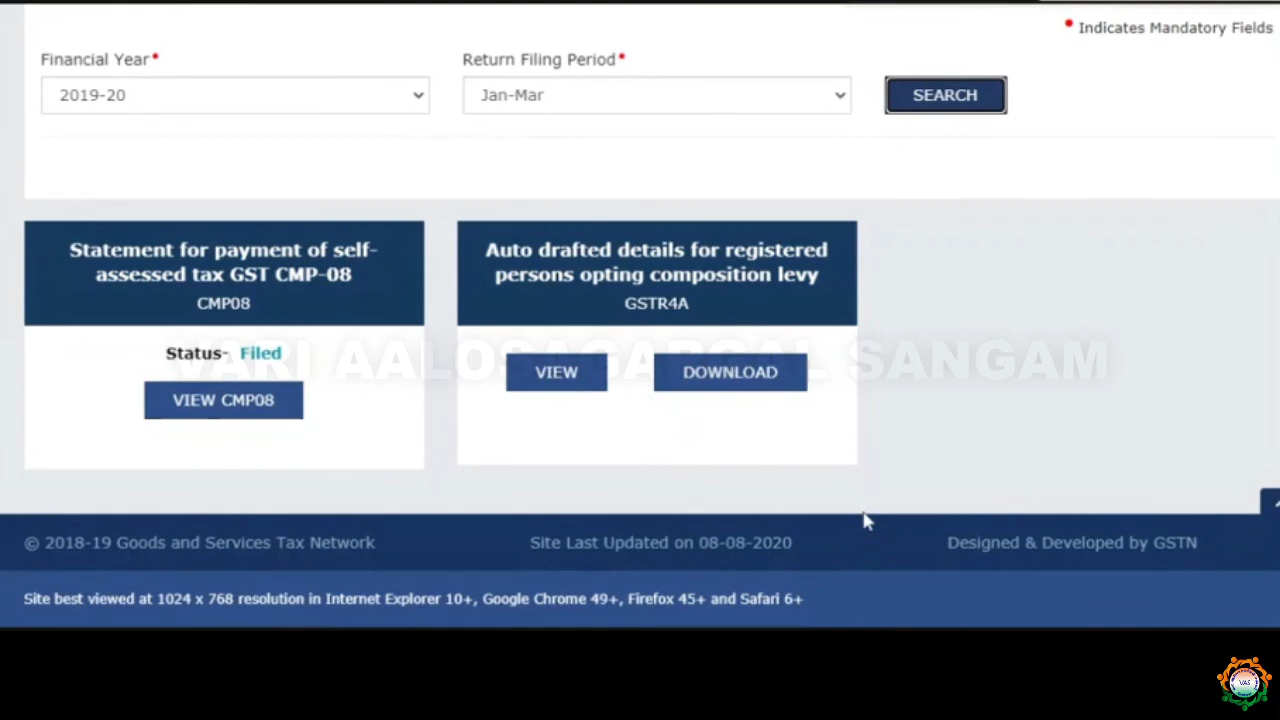 * Indicates Mandatory Fields
Financial Year* Return Filing Period*
2019-20 Jan-Mar SEARCH
Statement for payment of self-
assessed tax GST CMP-08
CMP08
Status- Filed
VIEW CMP08
Auto drafted details for registered
persons opting composition levy
GSTR4A
VIEW DOWNLOAD
VARI AALOSAGARGAL SANGAM
© 2018-19 Goods and Services Tax Network Site Last Updated on 08-08-2020 Designed & Developed by GSTN
Site best viewed at 1024 x 768 resolution in Internet Explorer 10+, Google Chrome 49+, Firefox 45+ and Safari 6+
VAS